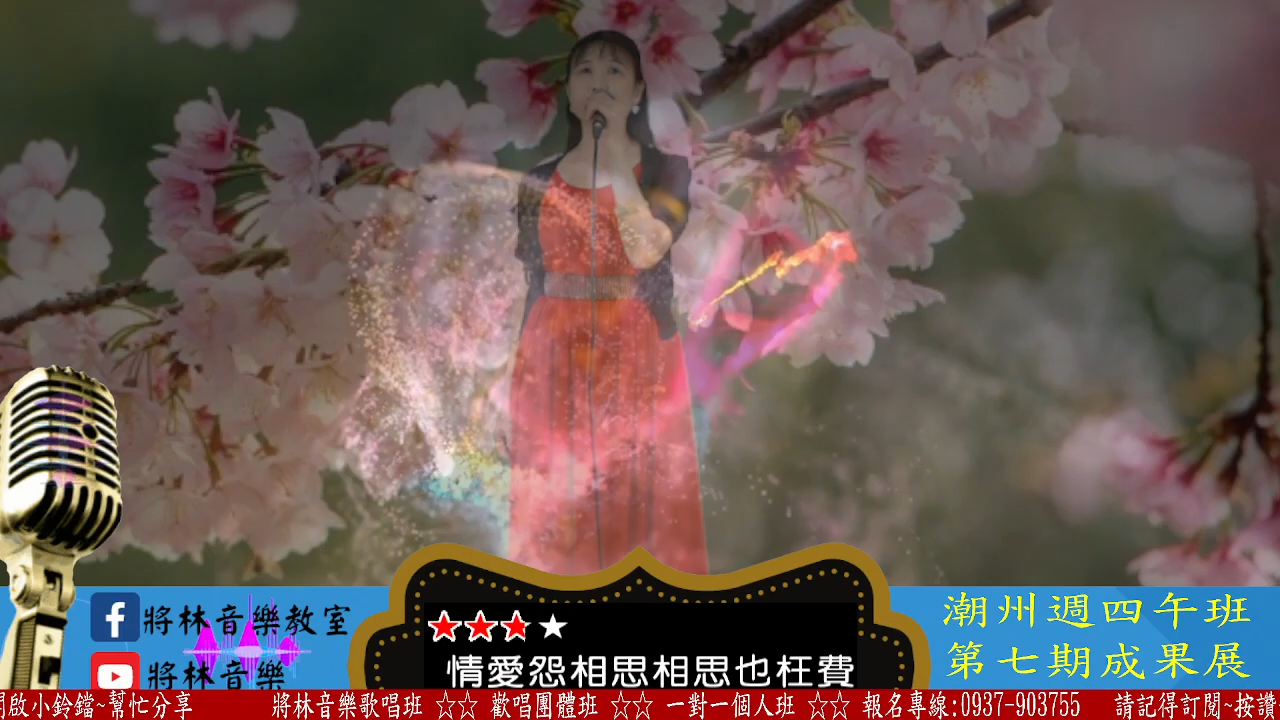 將林音樂教室
將林音樂
情愛怨相思相思也枉費
潮州週四午班
第七期成果展
開啟小鈴鐺~幫忙分享 將林音樂歌唱班 ☆☆ 歡唱團體班 ☆☆ 一對一個人班 ☆☆ 報名專線:0937-903755 請記得訂閱~按讚